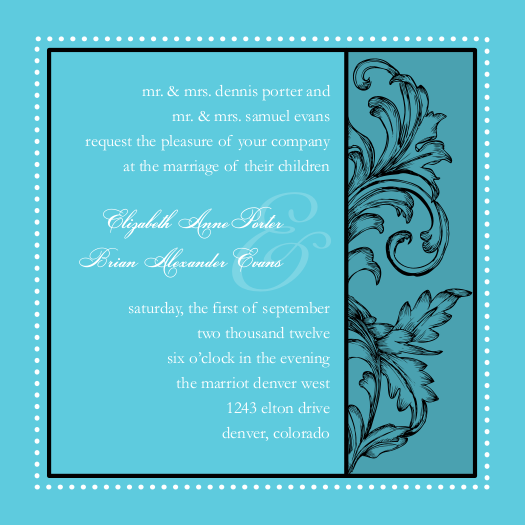 mr. & mrs. dennis porter and
mr. & mrs. samuel evans
request the pleasure of your company
at the marriage of their children
Elizabeth Anne Porter
&
Brian Alexander Evans
saturday, the first of september
two thousand twelve
six o’clock in the evening
the marriot denver west
1243 elton drive
denver, colorado